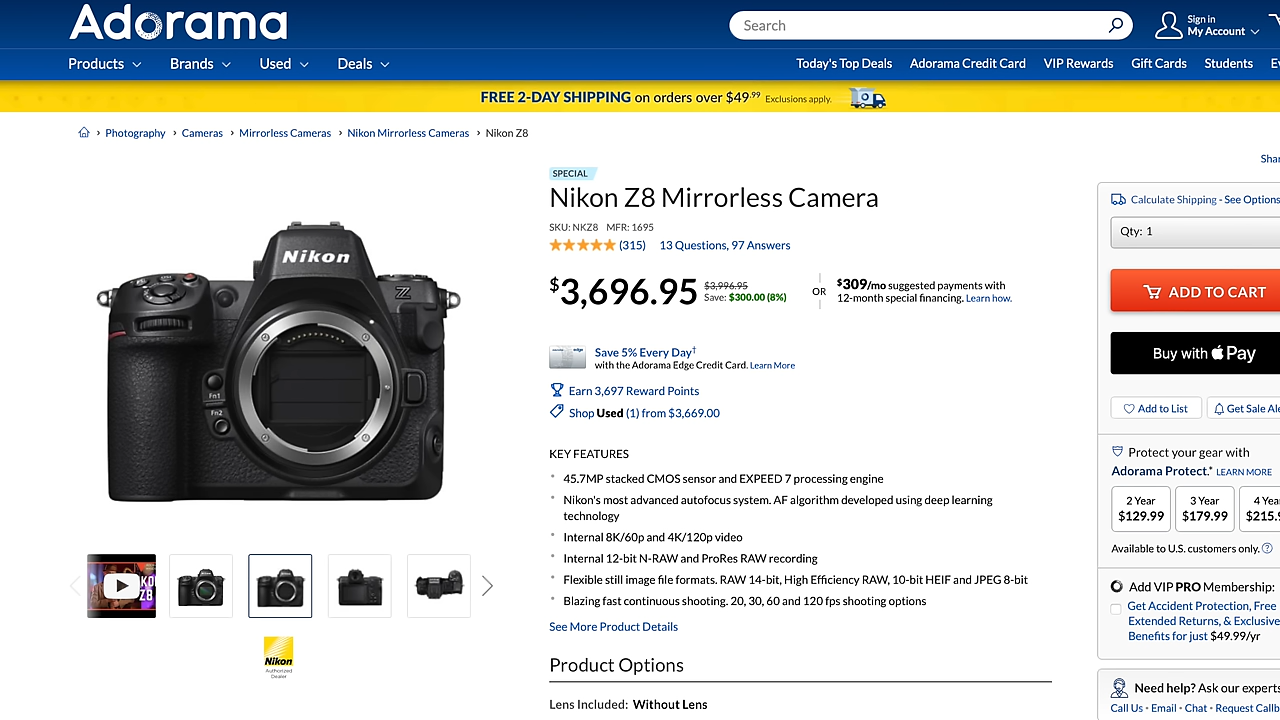 Adorama
Search
Sign in
My Account
Products
Brands
Used
Deals
Today's Top Deals
Adorama Credit Card
VIP Rewards
Gift Cards
Students
FREE 2-DAY SHIPPING on orders over $49.99 Exclusions apply.
Photography › Cameras › Mirrorless Cameras › Nikon Mirrorless Cameras › Nikon Z8
SPECIAL
Nikon Z8 Mirrorless Camera
SKU: NKZ8 MFR: 1695
(315) 13 Questions, 97 Answers
$3,696.95
$3,996.95
Save: $300.00 (8%)
OR
$309/mo suggested payments with
12-month special financing. Learn how.
Save 5% Every Day†
with the Adorama Edge Credit Card. Learn More
Earn 3,697 Reward Points
Shop Used (1) from $3,669.00
KEY FEATURES
45.7MP stacked CMOS sensor and EXPEED 7 processing engine
Nikon's most advanced autofocus system. AF algorithm developed using deep learning
technology
Internal 8K/60p and 4K/120p video
Internal 12-bit N-RAW and ProRes RAW recording
Flexible still image file formats. RAW 14-bit, High Efficiency RAW, 10-bit HEIF and JPEG 8-bit
Blazing fast continuous shooting. 20, 30, 60 and 120 fps shooting options
See More Product Details
Product Options
Lens Included: Without Lens
Nikon
Z
Fn1
Fn2
Z8
Nikon
Authorized
Dealer
Calculate Shipping - See Options
Qty: 1
ADD TO CART
Buy with Pay
Add to List
Get Sale
Protect your gear with
Adorama Protect.* LEARN MORE
2 Year
$129.99
3 Year
$179.99
$215.
Available to U.S. customers only.
Add VIP PRO Membership:
Get Accident Protection, Free
Extended Returns, & Exclusive
Benefits for just $49.99/yr
Need help? Ask our experts
Call Us - Email - Chat - Request